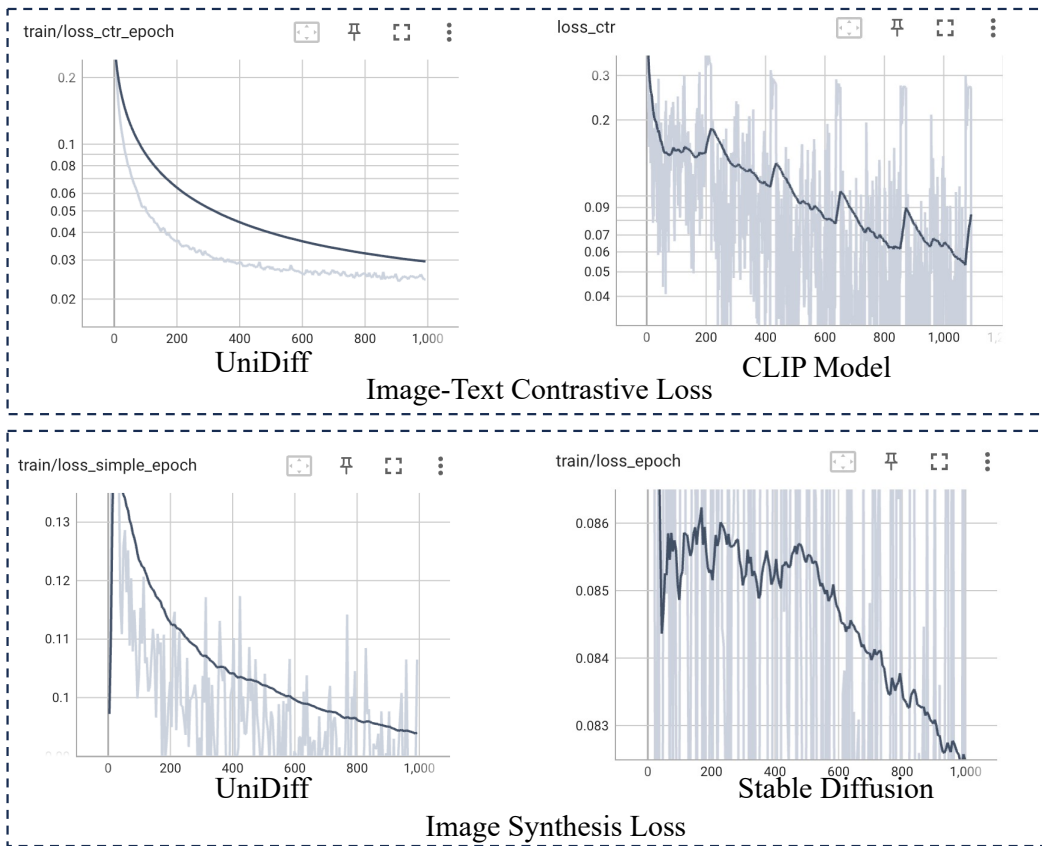 train/loss_ctr_epoch
0.2
0.1
0.08
0.06
0.05
0.04
0.03
0.02
0 200 400 600 800 1,000
UniDiff
loss_ctr
0.3
0.2
0.09
0.07
0.06
0.05
0.04
0 200 400 600 800 1,000
CLIP Model
Image-Text Contrastive Loss
train/loss_simple_epoch
0.13
0.12
0.11
0.1
0 200 400 600 800 1,000
UniDiff
train/loss_epoch
0.086
0.085
0.084
0.083
0 200 400 600 800 1,000
Stable Diffusion
Image Synthesis Loss